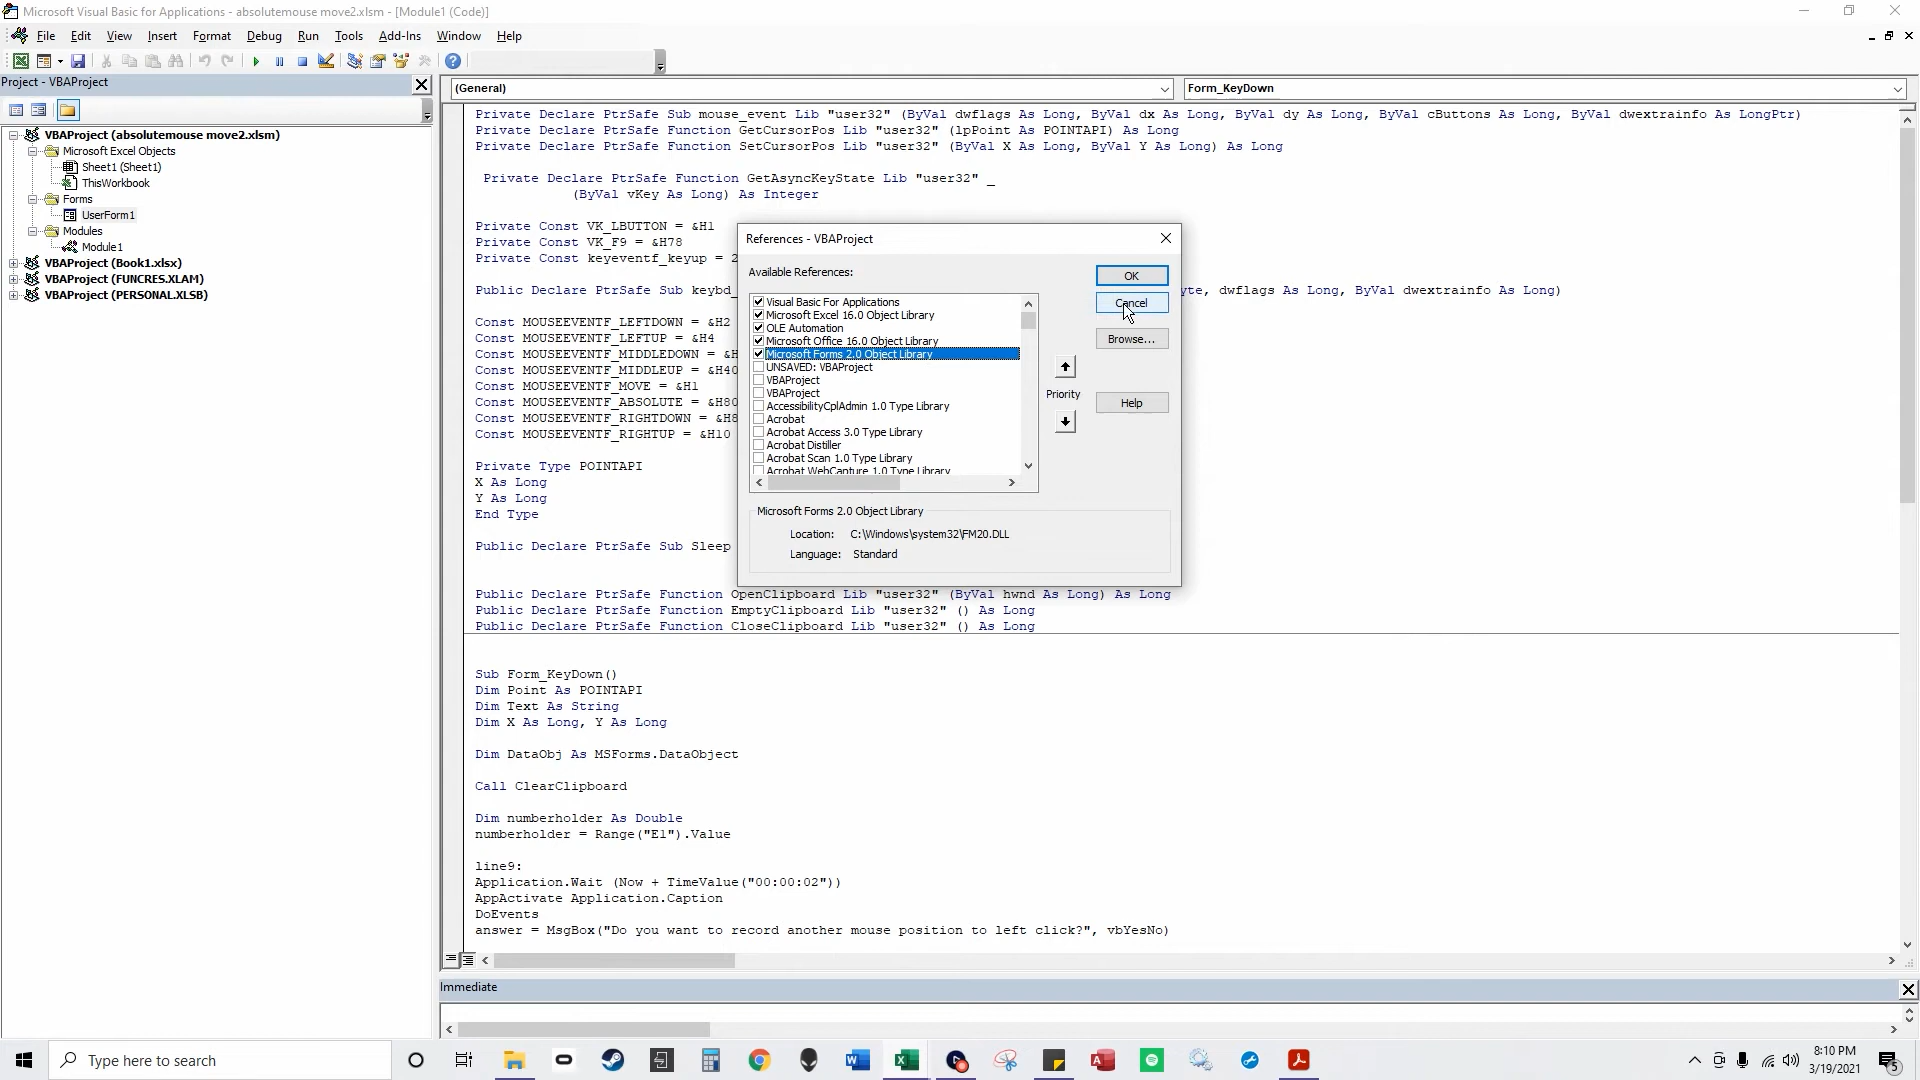 Microsoft Visual Basic for Applications - absolutemouse move2.xlsm - [Module1 (Code)]
File Edit View Insert Format Debug Run Tools Add-Ins Window Help
Project - VBAProject
VBAProject (absolutemouse move2.xlsm)
Microsoft Excel Objects
Sheet1 (Sheet1)
ThisWorkbook
Forms
UserForm1
Modules
Module1
VBAProject (Book1.xlsx)
VBAProject (FUNCRES.XLAM)
VBAProject (PERSONAL.XLSB)
(General)
Form_KeyDown
Private Declare PtrSafe Sub mouse_event Lib "user32" (ByVal dwflags As Long, ByVal dx As Long, ByVal dy As Long, ByVal cButtons As Long, ByVal dwextrainfo As LongPtr)
Private Declare PtrSafe Function GetCursorPos Lib "user32" (lpPoint As POINTAPI) As Long
Private Declare PtrSafe Function SetCursorPos Lib "user32" (ByVal X As Long, ByVal Y As Long) As Long
Private Declare PtrSafe Function GetAsyncKeyState Lib "user32" _
(ByVal vKey As Long) As Integer
Private Const VK_LBUTTON = &H1
Private Const VK_F9 = &H78
Private Const keyeventf_keyup = 2
Public Declare PtrSafe Sub keybd_ yte, dwflags As Long, ByVal dwextrainfo As Long)
Const MOUSEEVENTF_LEFTDOWN = &H2
Const MOUSEEVENTF_LEFTUP = &H4
Const MOUSEEVENTF_MIDDLEDOWN = &H
Const MOUSEEVENTF_MIDDLEUP = &H40
Const MOUSEEVENTF_MOVE = &H1
Const MOUSEEVENTF_ABSOLUTE = &H80
Const MOUSEEVENTF_RIGHTDOWN = &H8
Const MOUSEEVENTF_RIGHTUP = &H10
Private Type POINTAPI
X As Long
Y As Long
End Type
Public Declare PtrSafe Sub Sleep
Public Declare PtrSafe Function OpenClipboard Lib "user32" (ByVal hwnd As Long) As Long
Public Declare PtrSafe Function EmptyClipboard Lib "user32" () As Long
Public Declare PtrSafe Function CloseClipboard Lib "user32" () As Long
Sub Form_KeyDown()
Dim Point As POINTAPI
Dim Text As String
Dim X As Long, Y As Long
Dim DataObj As MSForms.DataObject
Call ClearClipboard
Dim numberholder As Double
numberholder = Range("E1").Value
line9:
Application.Wait (Now + TimeValue("00:00:02"))
AppActivate Application.Caption
DoEvents
answer = MsgBox("Do you want to record another mouse position to left click?", vbYesNo)
References - VBAProject
Available References:
Visual Basic For Applications
Microsoft Excel 16.0 Object Library
OLE Automation
Microsoft Office 16.0 Object Library
Microsoft Forms 2.0 Object Library
UNSAVED: VBAProject
VBAProject
VBAProject
AccessibilityCplAdmin 1.0 Type Library
Acrobat
Acrobat Access 3.0 Type Library
Acrobat Distiller
Acrobat Scan 1.0 Type Library
Acrobat WebCapture 1.0 Type Library
OK
Cancel
Browse...
Priority
Help
Microsoft Forms 2.0 Object Library
Location: C:\Windows\system32\FM20.DLL
Language: Standard
Immediate
Type here to search
8:10 PM
3/19/2021
5